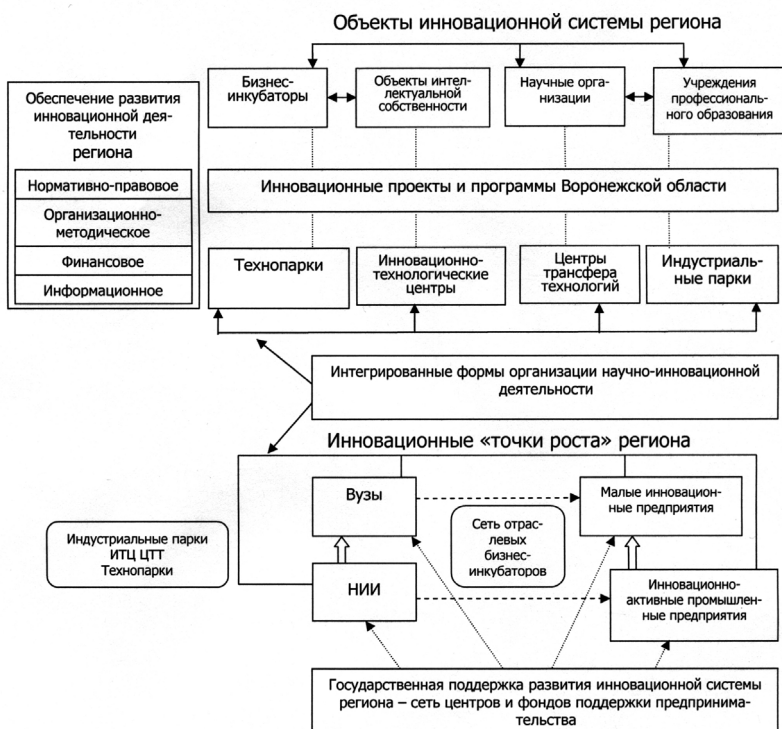 Объекты инновационной системы региона
Обеспечение развития
инновационной дея-
тельности
региона
Нормативно-правовое
Организационно-
методическое
Финансовое
Информационное
Бизнес-
инкубаторы
Объекты интел-
лектуальной
собственности
Научные орга-
низации
Учреждения
профессионать-
ного образования
Инновационные проекты и программы Воронежской области
Технопарки
Инновационно-
технологические
центры
Центры
трансфера
технологий
Индустриаль-
ные парки
Интегрированные формы организации научно-инновационной
деятельности
Инновационные «точки роста» региона
Вузы
Малые инновацион-
ные предприятия
Индустриальные парки
ИТЦ ЦТТ
Технопарки
Сеть отрас-
левых
бизнес-
инкубаторов
НИИ
Инновационно-
активные промышлен-
ные предприятия
Государственная поддержка развития инновационной системы
региона – сеть центров и фондов поддержки предпринима-
тельства